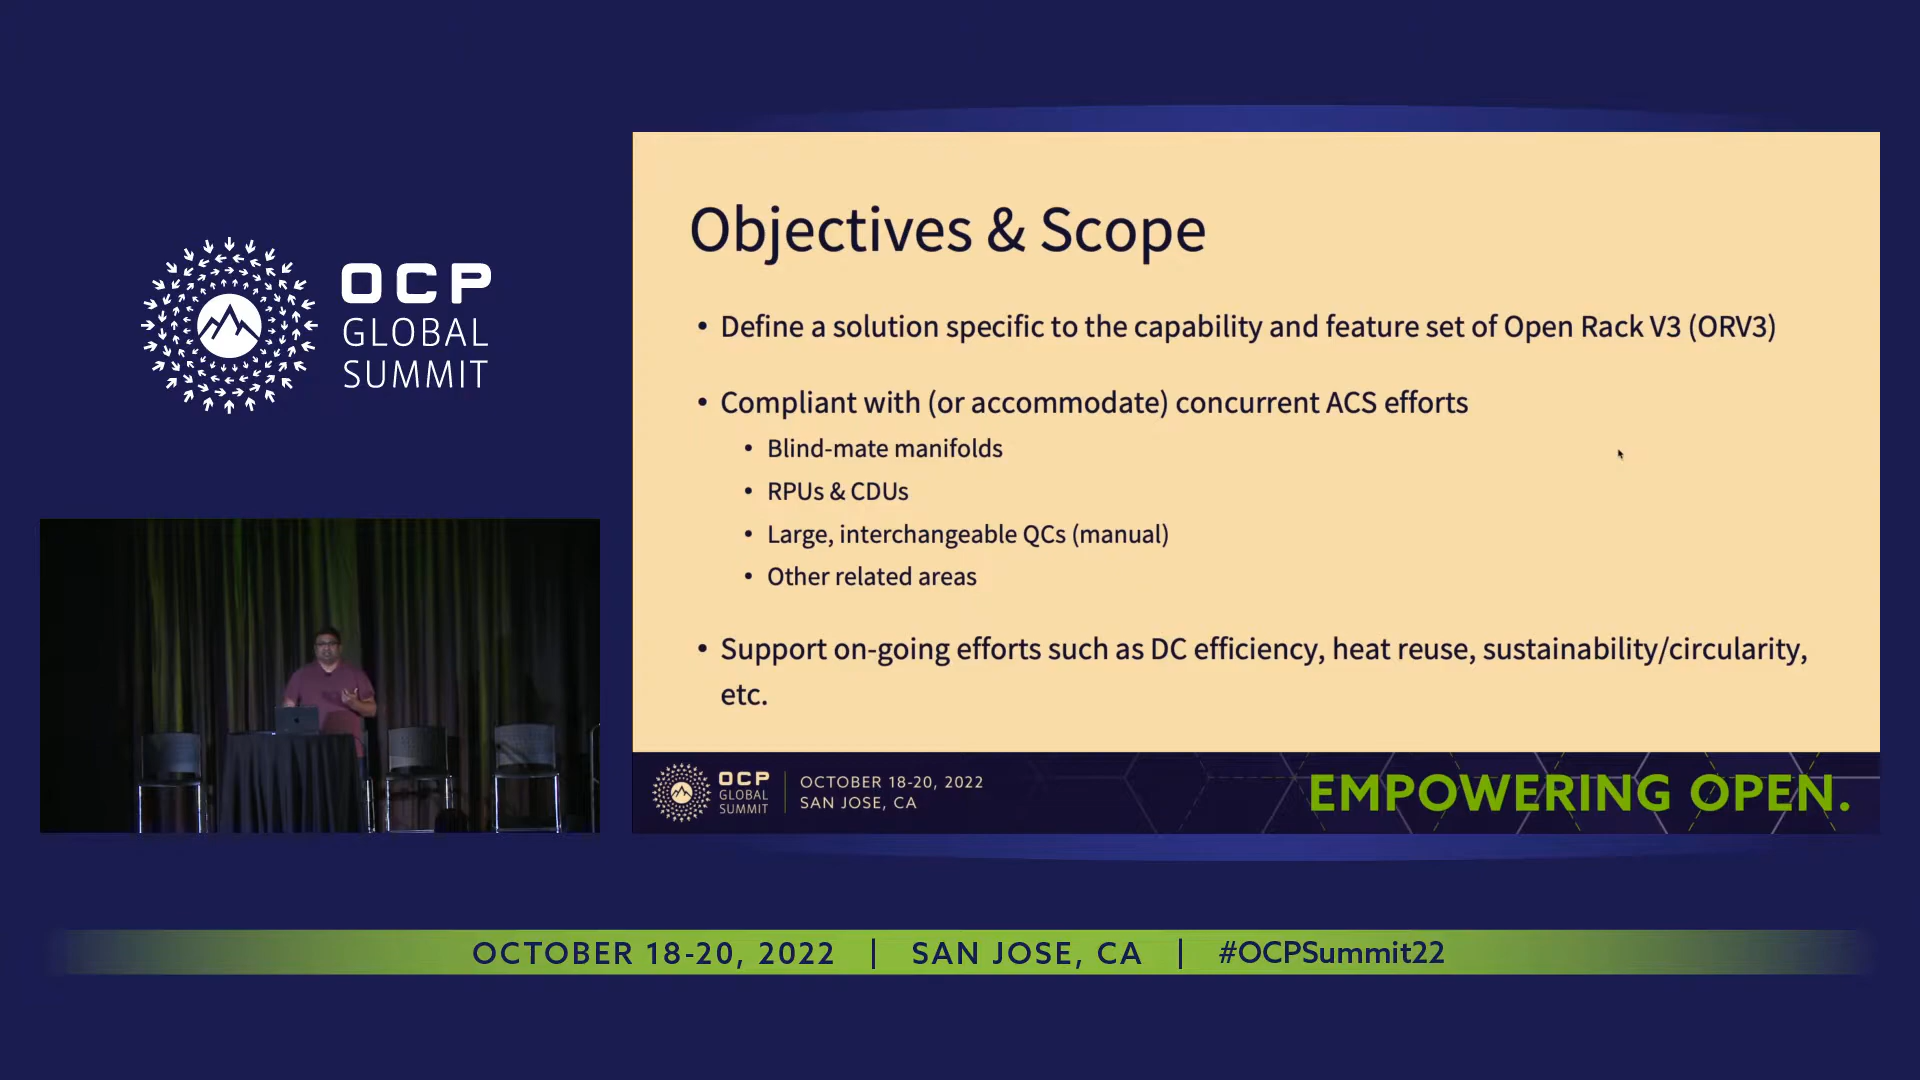 OCP
GLOBAL
SUMMIT
Objectives & Scope
• Define a solution specific to the capability and feature set of Open Rack V3 (ORV3)
• Compliant with (or accommodate) concurrent ACS efforts
• Blind-mate manifolds
• RPUs & CDUs
• Large, interchangeable QCs (manual)
• Other related areas
• Support on-going efforts such as DC efficiency, heat reuse, sustainability/circularity,
etc.
OCP
GLOBAL
SUMMIT
OCTOBER 18-20, 2022
SAN JOSE, CA
EMPOWERING OPEN.
OCTOBER 18-20, 2022 | SAN JOSE, CA | #OCPSummit22